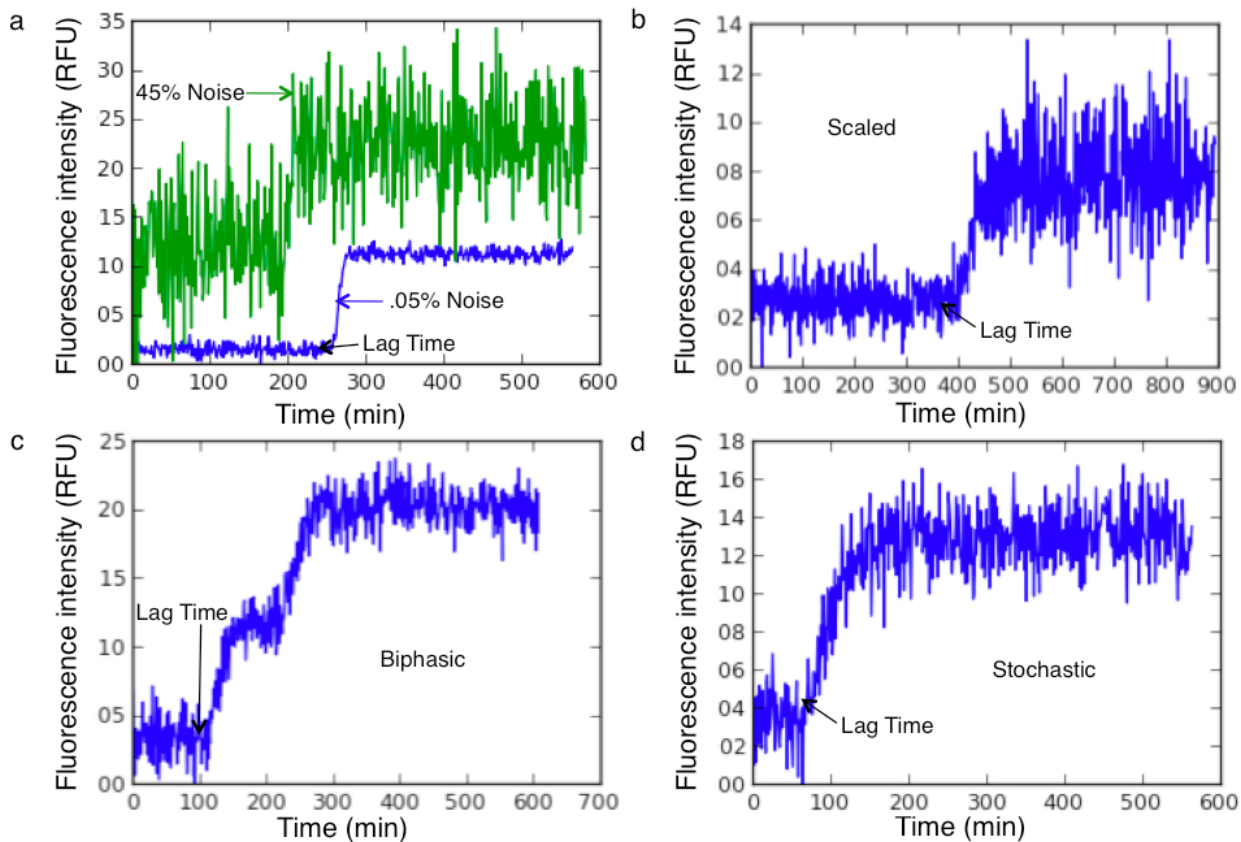 a
Fluorescence intensity (RFU)
35
30
25
20
15
10
05
00
45% Noise
.05% Noise
Lag Time
0 100 200 300 400 500 600
Time (min)
b
Fluorescence intensity (RFU)
14
12
10
08
06
04
02
00
Scaled
Lag Time
0 100 200 300 400 500 600 700 800 900
Time (min)
c
Fluorescence intensity (RFU)
25
20
15
10
05
00
Lag Time
Biphasic
0 100 200 300 400 500 600 700
Time (min)
d
Fluorescence intensity (RFU)
18
16
14
12
10
08
06
04
02
00
Stochastic
Lag Time
0 100 200 300 400 500 600
Time (min)